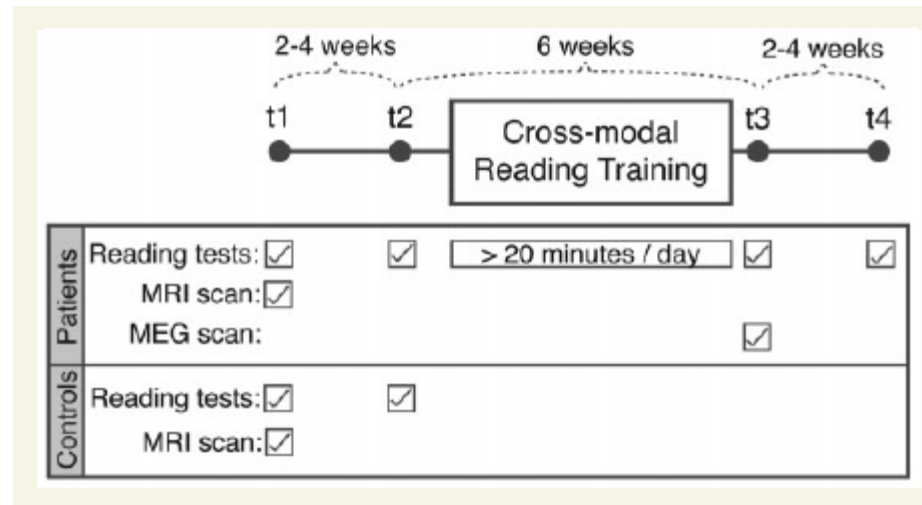 2-4 weeks 6 weeks 2-4 weeks
t1 t2 t3 t4
Cross-modal
Reading Training
Patients
Reading tests: > 20 minutes / day
MRI scan:
MEG scan:
Controls
Reading tests:
MRI scan: